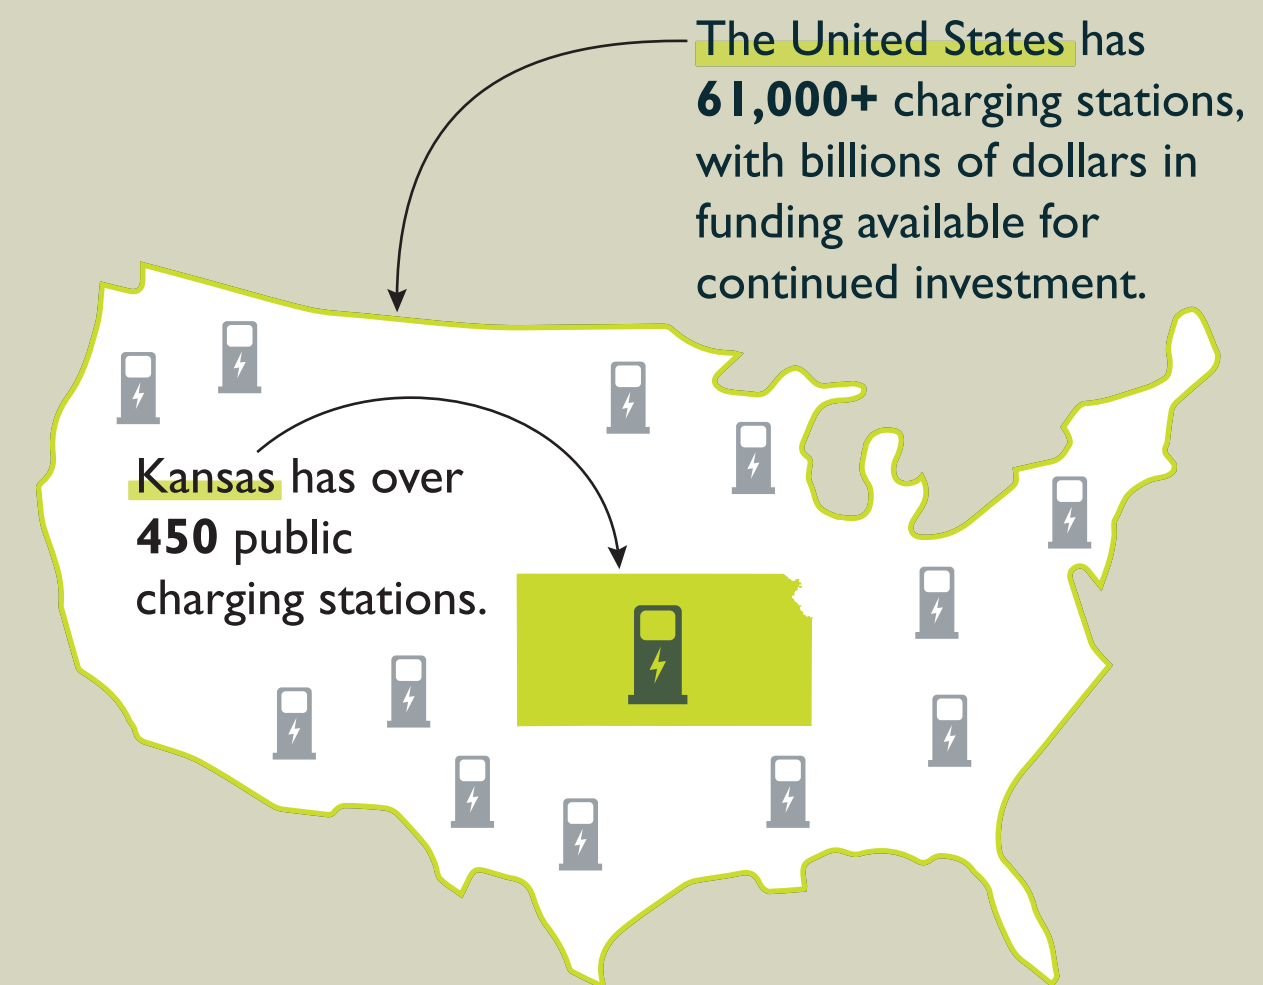 The United States has
61,000+ charging stations,
with billions of dollars in
funding available for
continued investment.
Kansas has over
450 public
charging stations.